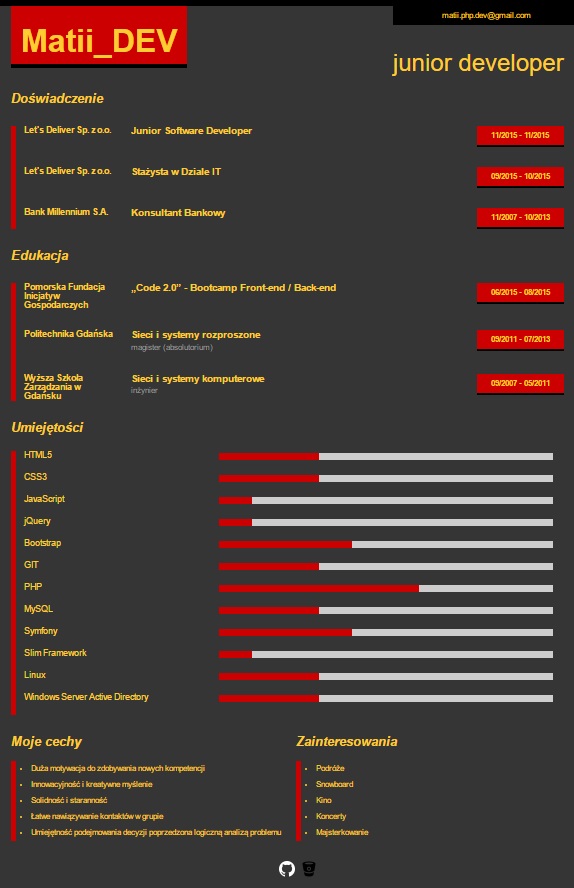 Matii_DEV
matii.php.dev@gmail.com
junior developer
Doświadczenie
Let's Deliver Sp. z o.o.
Junior Software Developer
11/2015 - 11/2015
Let's Deliver Sp. z o.o.
Stażysta w Dziale IT
09/2015 - 10/2015
Bank Millennium S.A.
Konsultant Bankowy
11/2007 - 10/2013
Edukacja
Pomorska Fundacja
Inicjatyw
Gospodarczych
„Code 2.0” - Bootcamp Front-end / Back-end
06/2015 - 08/2015
Politechnika Gdańska
Sieci i systemy rozproszone
magister (absolutorium)
09/2011 - 07/2013
Wyższa Szkoła
Zarządzania w
Gdańsku
Sieci i systemy komputerowe
inżynier
09/2007 - 05/2011
Umiejętości
HTML5
CSS3
JavaScript
jQuery
Bootstrap
GIT
PHP
MySQL
Symfony
Slim Framework
Linux
Windows Server Active Directory
Moje cechy
Duża motywacja do zdobywania nowych kompetencji
Innowacyjność i kreatywne myślenie
Solidność i staranność
Łatwe nawiązywanie kontaktów w grupie
Umiejętność podejmowania decyzji poprzedzona logiczną analizą problemu
Zainteresowania
Podróże
Snowboard
Kino
Koncerty
Majsterkowanie